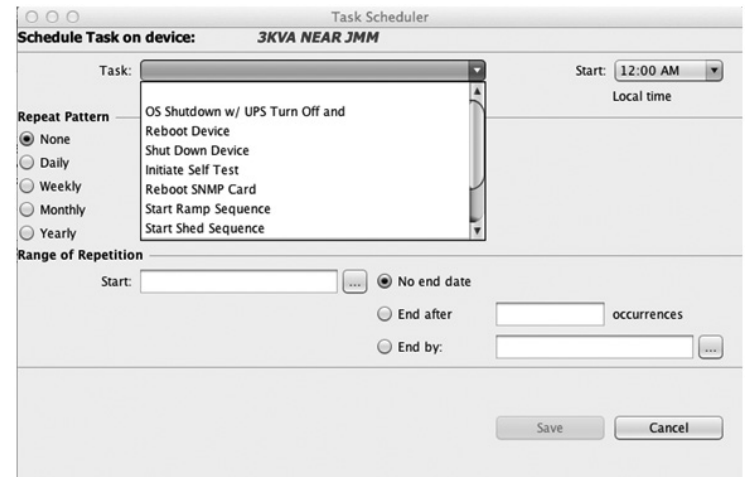 Task Scheduler
Schedule Task on device: 3KVA NEAR JMM
Task: Start: 12:00 AM
Local time
OS Shutdown w/ UPS Turn Off and
Reboot Device
Shut Down Device
Initiate Self Test
Reboot SNMP Card
Start Ramp Sequence
Start Shed Sequence
Repeat Pattern
None
Daily
Weekly
Monthly
Yearly
Range of Repetition
Start: ... No end date
End after occurrences
End by: ...
Save Cancel